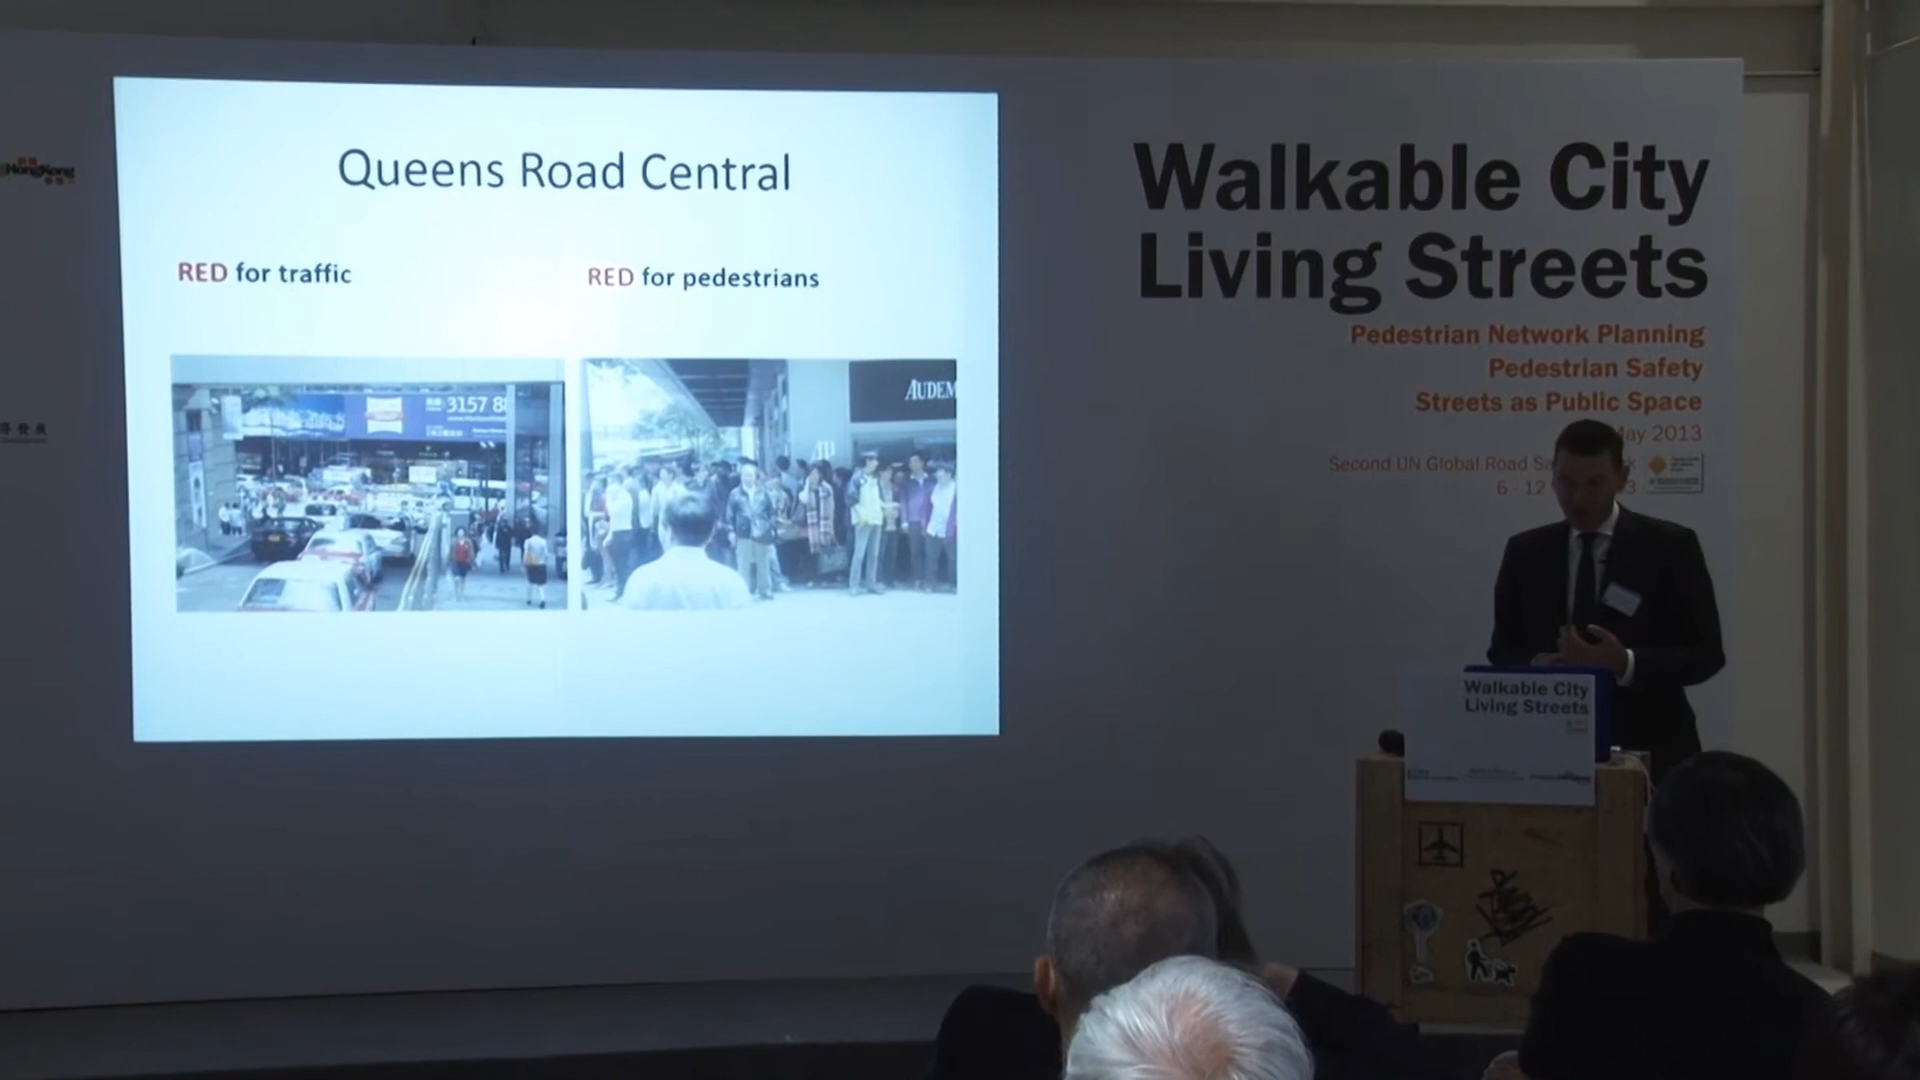 Queens Road Central
RED for traffic
RED for pedestrians
3157 8
AUDEM
HongKong
Walkable City
Living Streets
Pedestrian Network Planning
Pedestrian Safety
Streets as Public Space
May 2013
Second UN Global Road Sa k
6 - 12 3
Walkable City
Living Streets